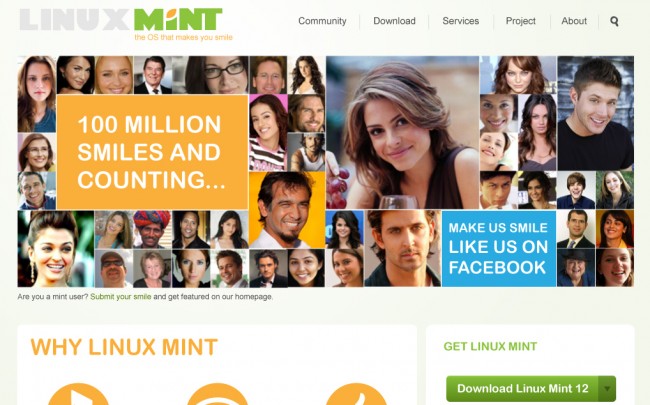 LINUX MINT
the OS that makes you smile
Community Download Services Project About
100 MILLION
SMILES AND
COUNTING...
MAKE US SMILE
LIKE US ON
FACEBOOK
Are you a mint user? Submit your smile and get featured on our homepage.
WHY LINUX MINT
GET LINUX MINT
Download Linux Mint 12